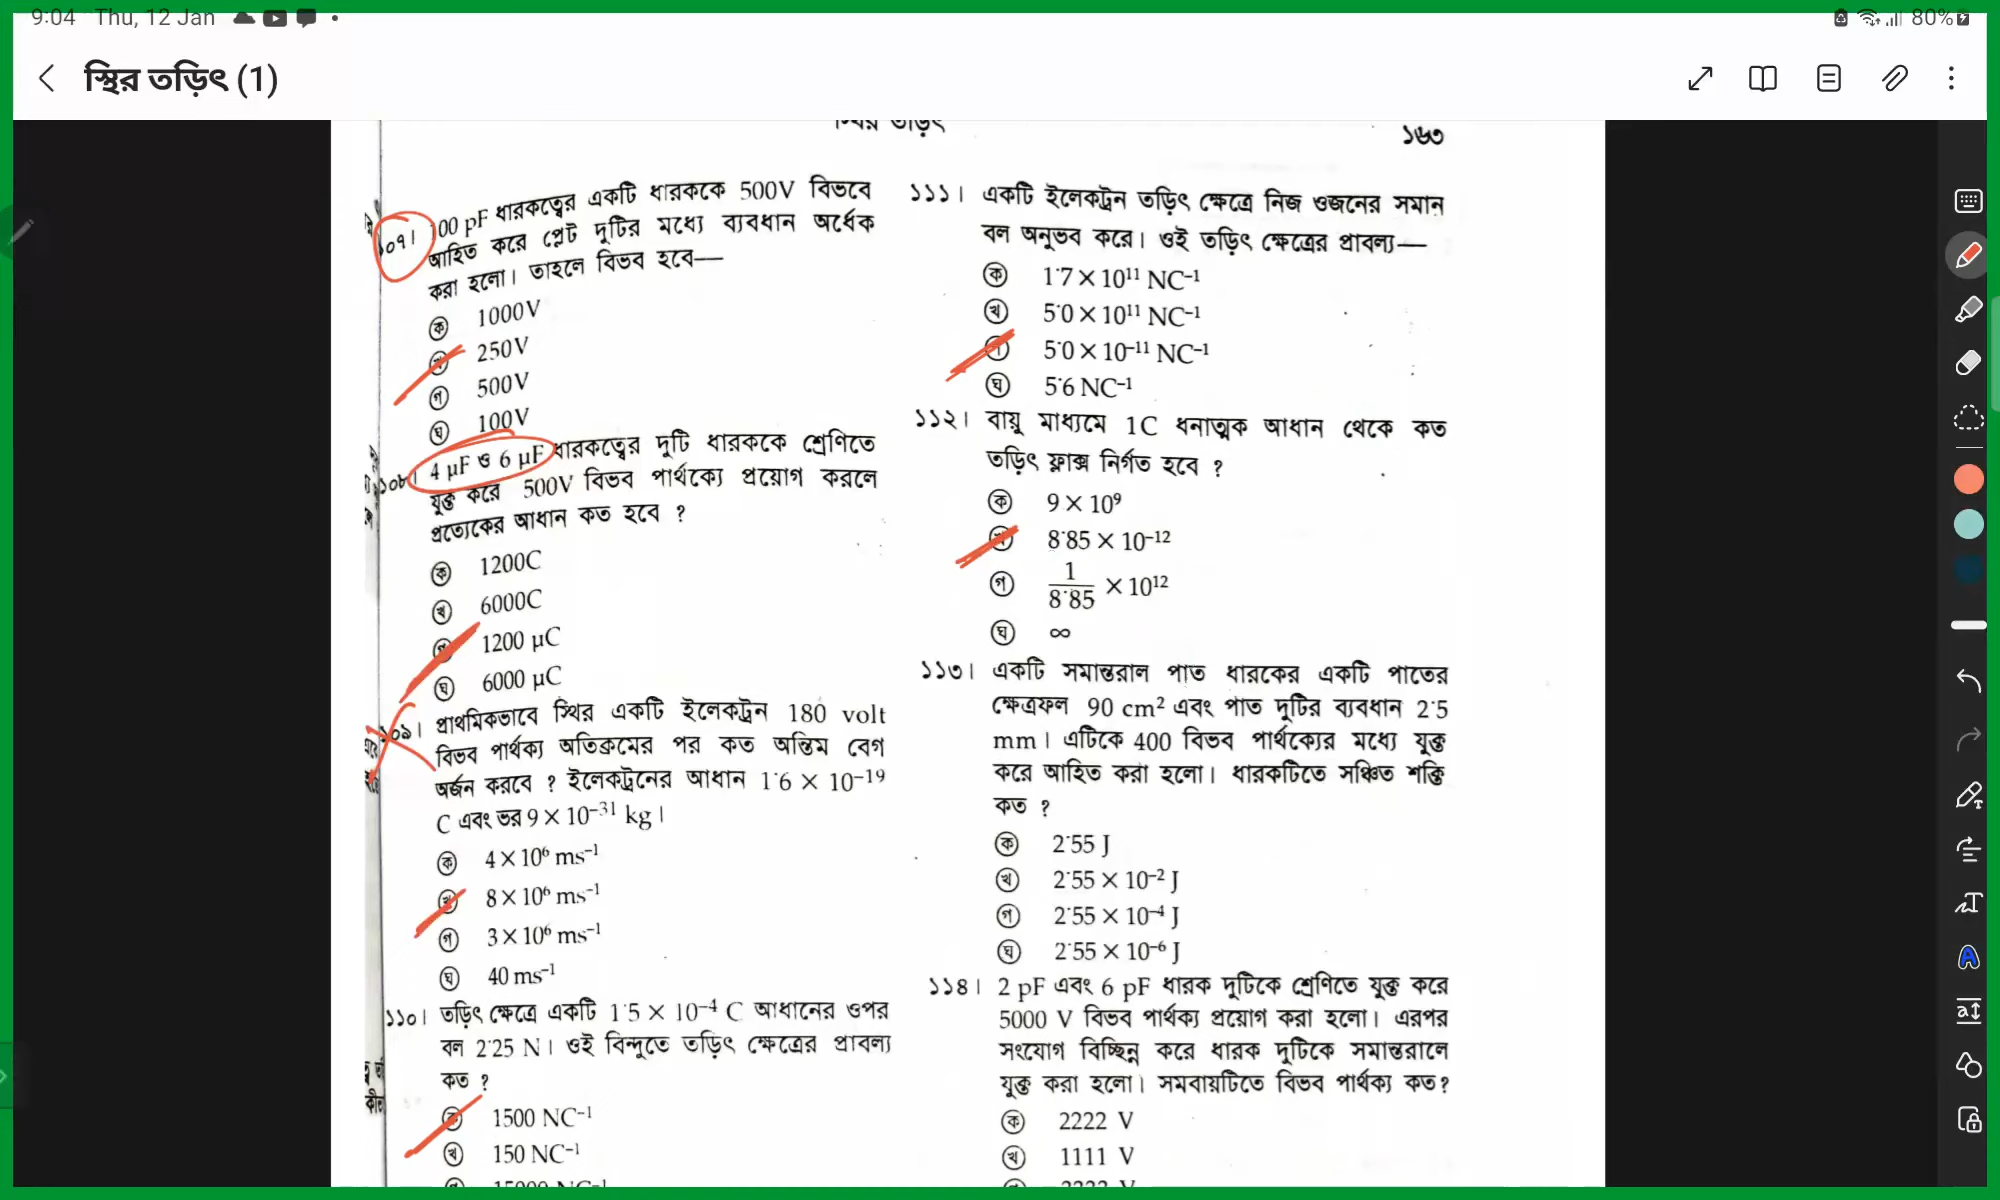 9:04 Thu, 12 Jan
80%
স্থির তড়িৎ (1)
স্থির তড়িৎ
১৬৩
১০৭। 100 pF ধারকত্বের একটি ধারককে 500V বিভবে
আহিত করে প্লেট দুটির মধ্যে ব্যবধান অর্ধেক
করা হলো। তাহলে বিভব হবে—
ক 1000V
খ 250V
গ 500V
ঘ 100V
১০৮। 4 μF ও 6 μF ধারকত্বের দুটি ধারককে শ্রেণিতে
যুক্ত করে 500V বিভব পার্থক্যে প্রয়োগ করলে
প্রত্যেকের আধান কত হবে ?
ক 1200C
খ 6000C
গ 1200 μC
ঘ 6000 μC
১০৯। প্রাথমিকভাবে স্থির একটি ইলেকট্রন 180 volt
বিভব পার্থক্য অতিক্রমের পর কত অন্তিম বেগ
অর্জন করবে ? ইলেকট্রনের আধান 1·6 × 10⁻¹⁹
C এবং ভর 9 × 10⁻³¹ kg।
ক 4 × 10⁶ ms⁻¹
খ 8 × 10⁶ ms⁻¹
গ 3 × 10⁶ ms⁻¹
ঘ 40 ms⁻¹
১১০। তড়িৎ ক্ষেত্রে একটি 1·5 × 10⁻⁴ C আধানের ওপর
বল 2·25 N। ওই বিন্দুতে তড়িৎ ক্ষেত্রের প্রাবল্য
কত ?
ক 1500 NC⁻¹
খ 150 NC⁻¹
১১১। একটি ইলেকট্রন তড়িৎ ক্ষেত্রে নিজ ওজনের সমান
বল অনুভব করে। ওই তড়িৎ ক্ষেত্রের প্রাবল্য—
ক 1·7 × 10¹¹ NC⁻¹
খ 5·0 × 10¹¹ NC⁻¹
গ 5·0 × 10⁻¹¹ NC⁻¹
ঘ 5·6 NC⁻¹
১১২। বায়ু মাধ্যমে 1C ধনাত্মক আধান থেকে কত
তড়িৎ ফ্লাক্স নির্গত হবে ?
ক 9 × 10⁹
খ 8·85 × 10⁻¹²
গ 1/8·85 × 10¹²
ঘ ∞
১১৩। একটি সমান্তরাল পাত ধারকের একটি পাতের
ক্ষেত্রফল 90 cm² এবং পাত দুটির ব্যবধান 2·5
mm। এটিকে 400 বিভব পার্থক্যের মধ্যে যুক্ত
করে আহিত করা হলো। ধারকটিতে সঞ্চিত শক্তি
কত ?
ক 2·55 J
খ 2·55 × 10⁻² J
গ 2·55 × 10⁻⁴ J
ঘ 2·55 × 10⁻⁶ J
১১৪। 2 pF এবং 6 pF ধারক দুটিকে শ্রেণিতে যুক্ত করে
5000 V বিভব পার্থক্য প্রয়োগ করা হলো। এরপর
সংযোগ বিচ্ছিন্ন করে ধারক দুটিকে সমান্তরালে
যুক্ত করা হলো। সমবায়টিতে বিভব পার্থক্য কত?
ক 2222 V
খ 1111 V